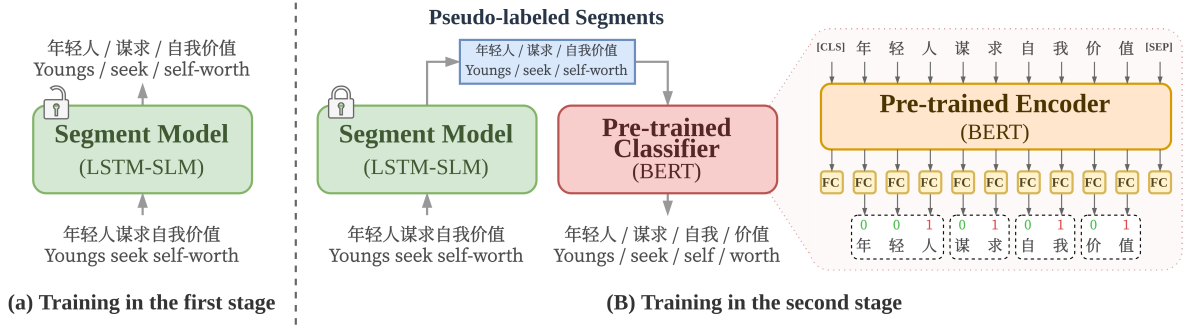 年轻人 / 谋求 / 自我价值
Youngs / seek / self-worth
Segment Model
(LSTM-SLM)
年轻人谋求自我价值
Youngs seek self-worth
(a) Training in the first stage
Pseudo-labeled Segments
年轻人 / 谋求 / 自我价值
Youngs / seek / self-worth
Segment Model
(LSTM-SLM)
年轻人谋求自我价值
Youngs seek self-worth
Pre-trained
Classifier
(BERT)
年轻人 / 谋求 / 自我 / 价值
Youngs / seek / self / worth
[CLS] 年 轻 人 谋 求 自 我 价 值 [SEP]
Pre-trained Encoder
(BERT)
FC FC FC FC FC FC FC FC FC FC FC
0 0 1 0 1 0 1 0 1
年 轻 人 谋 求 自 我 价 值
(B) Training in the second stage